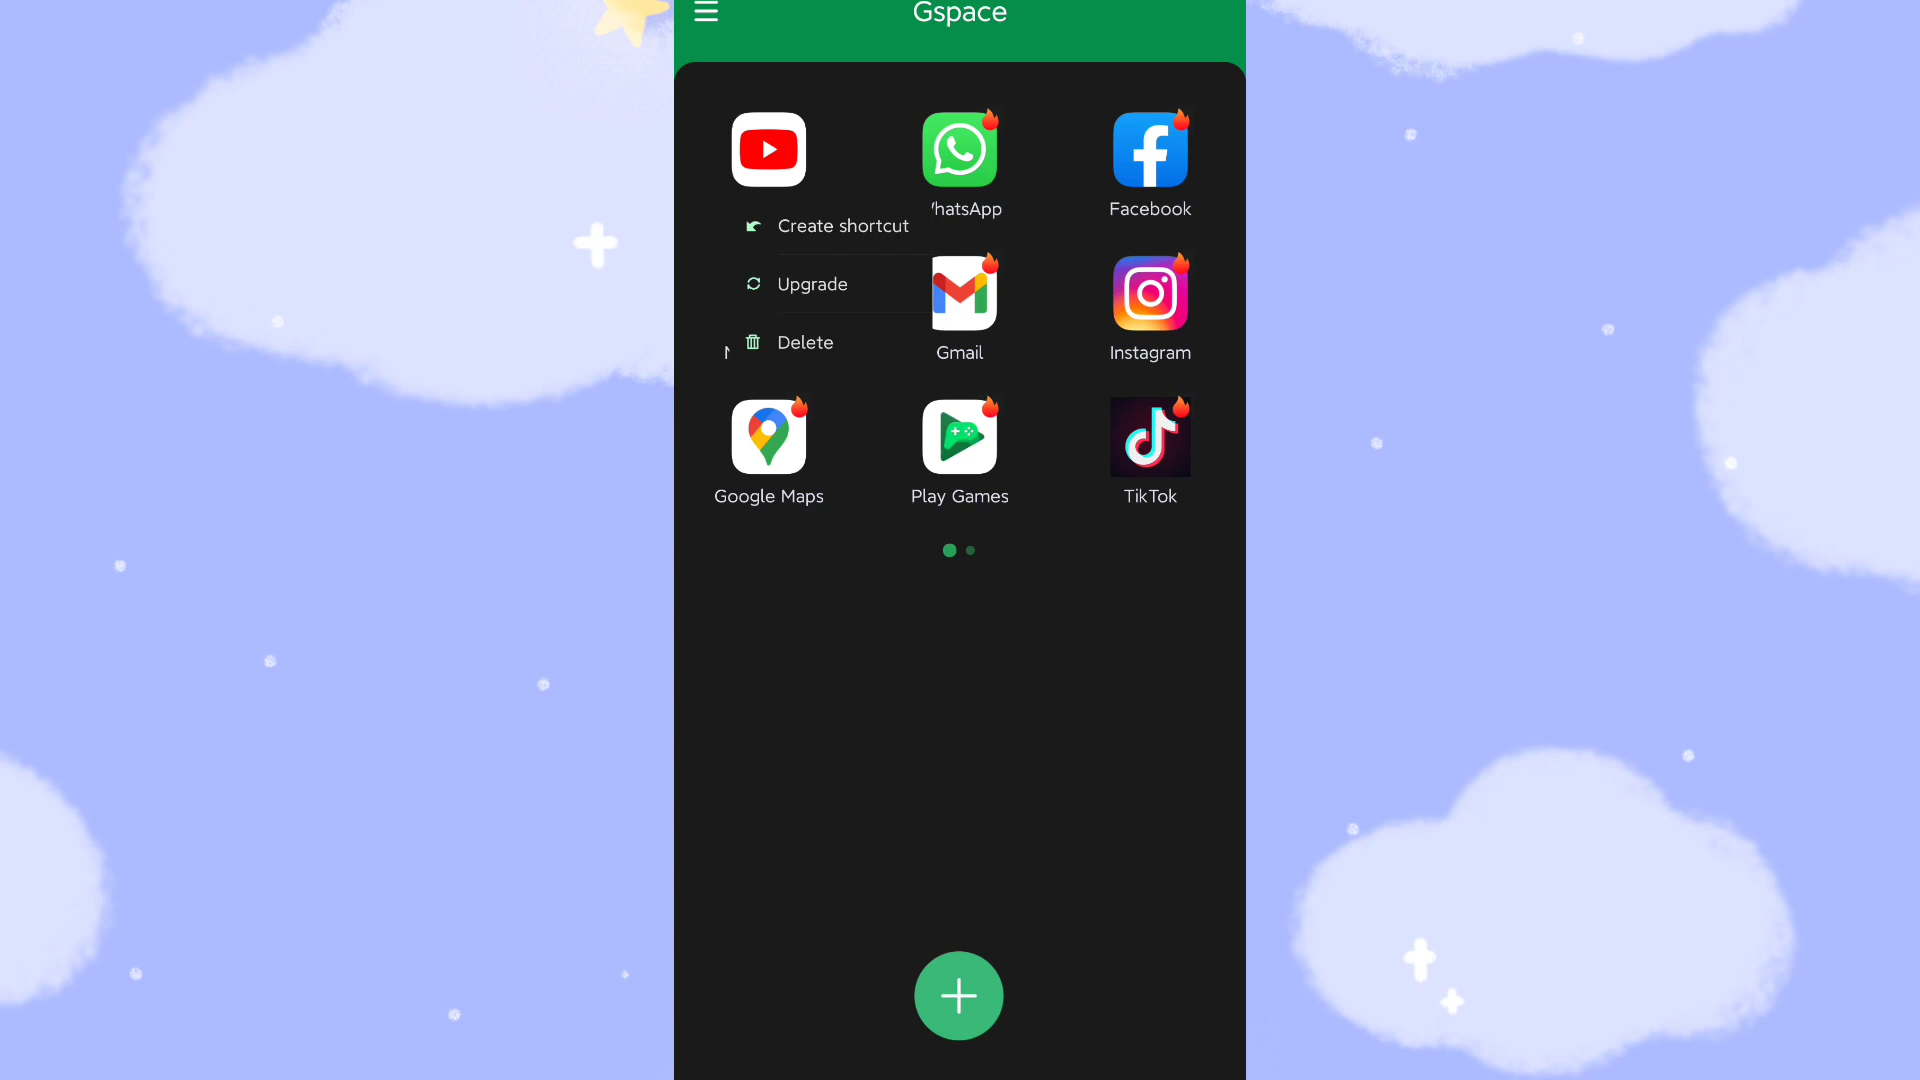 Gspace
hatsApp
Facebook
Create shortcut
Upgrade
Delete
Gmail
Instagram
Google Maps
Play Games
TikTok